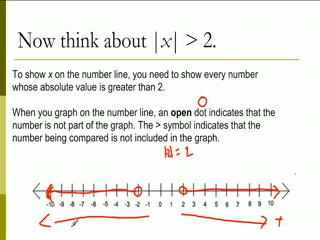 Now think about |x| > 2.
To show x on the number line, you need to show every number
whose absolute value is greater than 2.
When you graph on the number line, an open dot indicates that the
number is not part of the graph. The > symbol indicates that the
number being compared is not included in the graph.
|2| = 2
-10 -9 -8 -7 -6 -5 -4 -3 -2 -1 0 1 2 3 4 5 6 7 8 9 10
+